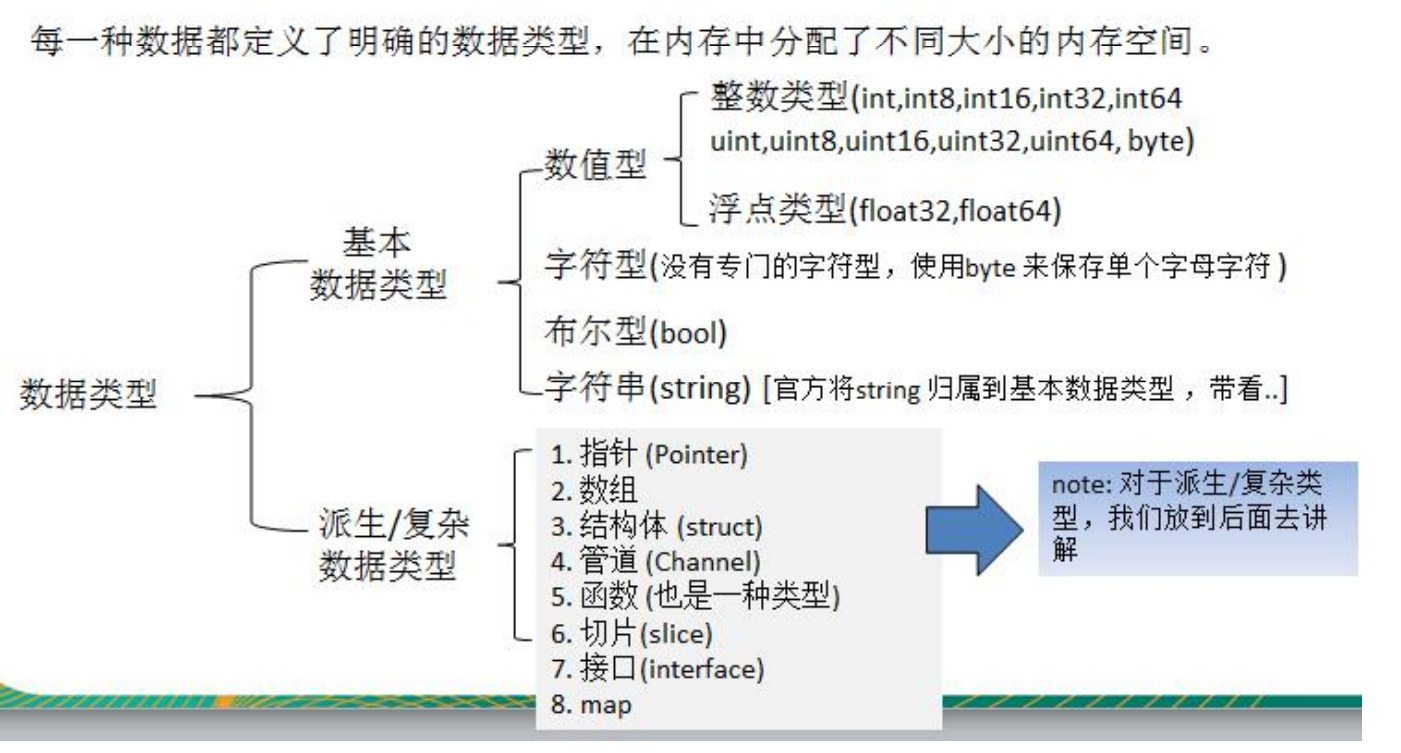 每一种数据都定义了明确的数据类型，在内存中分配了不同大小的内存空间。
整数类型(int,int8,int16,int32,int64
uint,uint8,uint16,uint32,uint64, byte)
数值型
浮点类型(float32,float64)
基本
数据类型
字符型(没有专门的字符型，使用byte 来保存单个字母字符)
布尔型(bool)
字符串(string) [官方将string 归属到基本数据类型，带看..]
数据类型
派生/复杂
数据类型
1. 指针 (Pointer)
2. 数组
3. 结构体 (struct)
4. 管道 (Channel)
5. 函数 (也是一种类型)
6. 切片(slice)
7. 接口(interface)
8. map
note: 对于派生/复杂类
型，我们放到后面去讲
解